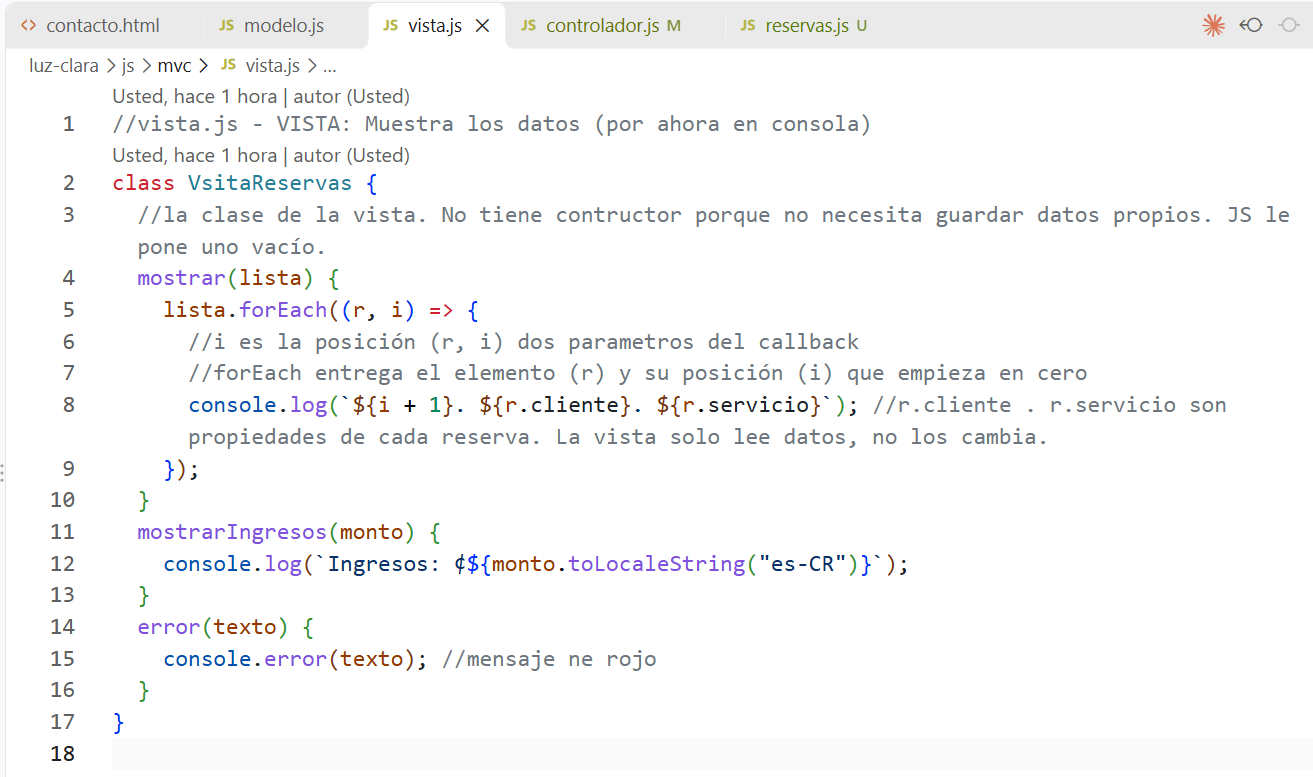 <> contacto.html JS modelo.js JS vista.js × JS controlador.js M JS reservas.js U
luz-clara > js > mvc > JS vista.js > ...
Usted, hace 1 hora | autor (Usted)
1 //vista.js - VISTA: Muestra los datos (por ahora en consola)
Usted, hace 1 hora | autor (Usted)
2 class VsitaReservas {
3 //la clase de la vista. No tiene contructor porque no necesita guardar datos propios. JS le
pone uno vacío.
4 mostrar(lista) {
5 lista.forEach((r, i) => {
6 //i es la posición (r, i) dos parametros del callback
7 //forEach entrega el elemento (r) y su posición (i) que empieza en cero
8 console.log(`${i + 1}. ${r.cliente}. ${r.servicio}`); //r.cliente . r.servicio son
propiedades de cada reserva. La vista solo lee datos, no los cambia.
9 });
10 }
11 mostrarIngresos(monto) {
12 console.log(`Ingresos: ₡${monto.toLocaleString("es-CR")}`);
13 }
14 error(texto) {
15 console.error(texto); //mensaje ne rojo
16 }
17 }
18